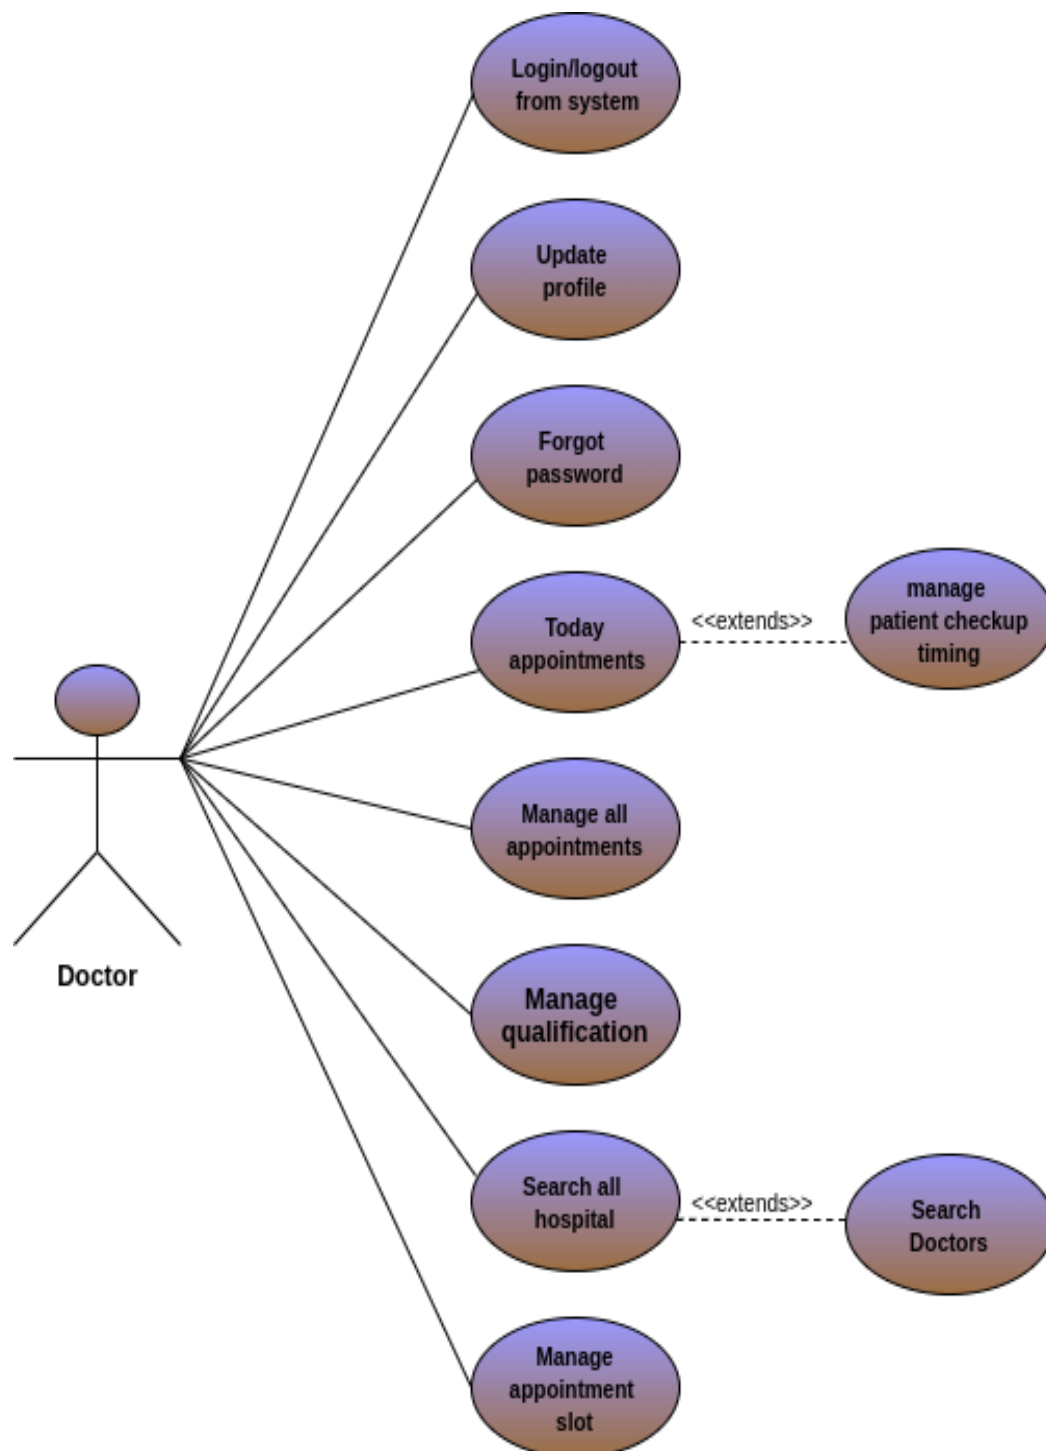 Login/logout
from system
Update
profile
Forgot
password
Today
appointments
<<extends>>
manage
patient checkup
timing
Manage all
appointments
Doctor
Manage
qualification
Search all
hospital
<<extends>>
Search
Doctors
Manage
appointment
slot